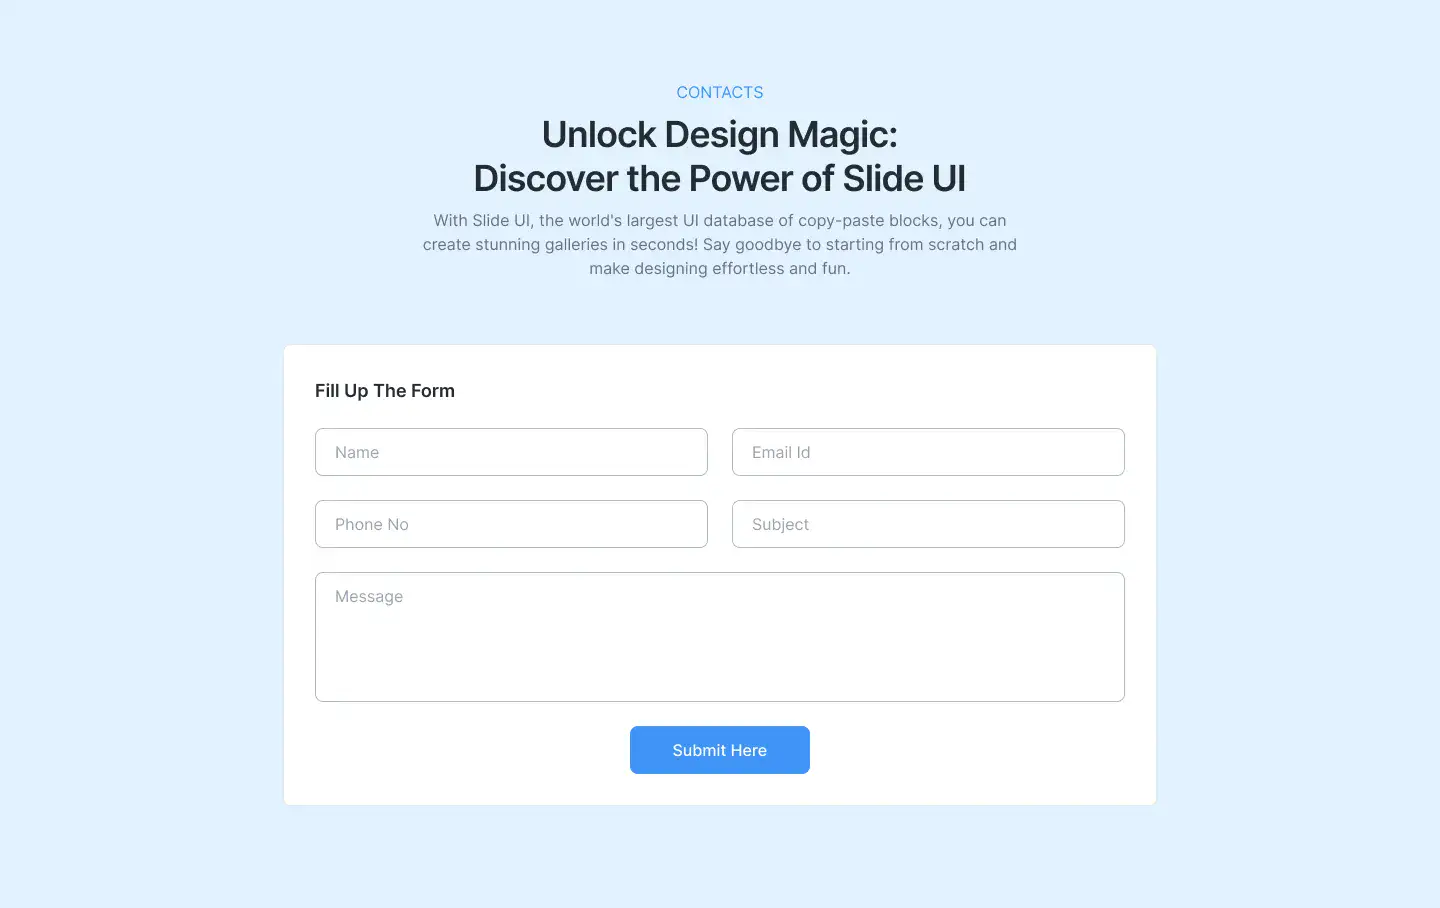 CONTACTS
Unlock Design Magic:
Discover the Power of Slide UI
With Slide UI, the world's largest UI database of copy-paste blocks, you can
create stunning galleries in seconds! Say goodbye to starting from scratch and
make designing effortless and fun.
Fill Up The Form
Name
Email Id
Phone No
Subject
Message
Submit Here